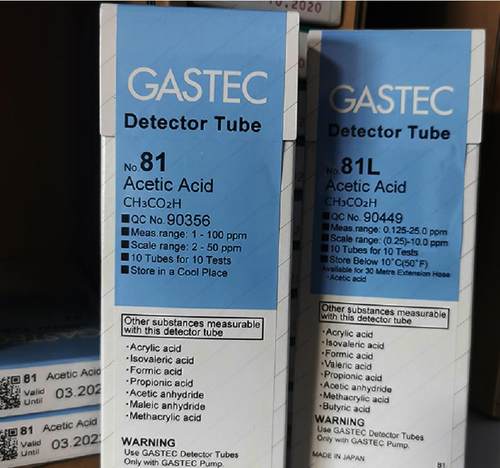 10.2020
GASTEC
Detector Tube
No. 81
Acetic Acid
CH3CO2H
■QC No. 90356
■Meas.range: 1 - 100 ppm
■Scale range: 2 - 50 ppm
■10 Tubes for 10 Tests
■Store in a Cool Place
Other substances measurable
with this detector tube
・Acrylic acid
・Isovaleric acid
・Formic acid
・Propionic acid
・Acetic anhydride
・Maleic anhydride
・Methacrylic acid
WARNING
Use GASTEC Detector Tubes
Only with GASTEC Pump.
GASTEC
Detector Tube
No. 81L
Acetic Acid
CH3CO2H
■QC No. 90449
■Meas.range: 0.125-25.0 ppm
■Scale range: (0.25)-10.0 ppm
■10 Tubes for 10 Tests
■Store Below 10°C(50°F)
Available for 30 Metre Extension Hose
・Acetic acid
Other substances measurable
with this detector tube
・Acrylic acid
・Isovaleric acid
・Formic acid
・Valeric acid
・Propionic acid
・Acetic anhydride
・Methacrylic acid
・Butyric acid
WARNING
Use GASTEC Detector Tubes
Only with GASTEC Pump.
MADE IN JAPAN
81
81 Acetic Acid
Valid
Until 03.202
81 Acetic Acid
Valid
Until 03.202